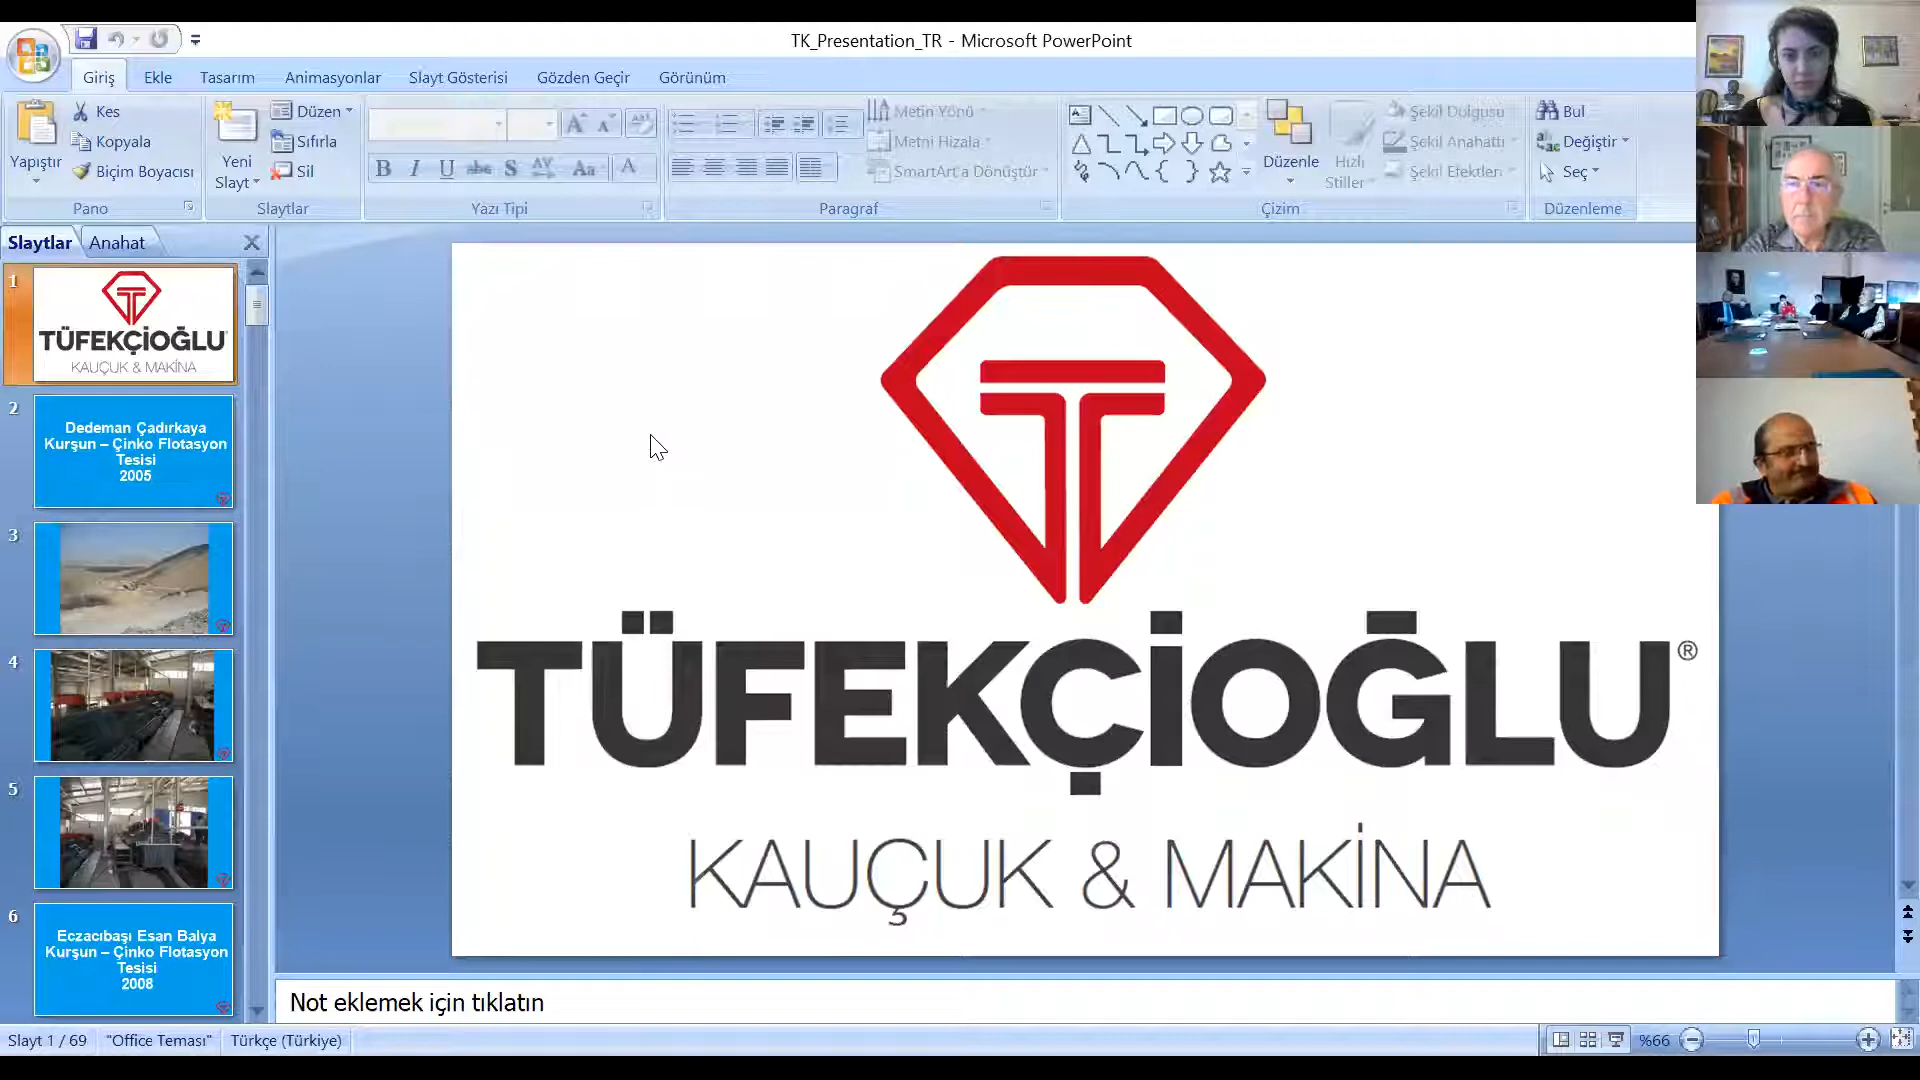 TK_Presentation_TR - Microsoft PowerPoint
Giriş Ekle Tasarım Animasyonlar Slayt Gösterisi Gözden Geçir Görünüm
Yapıştır
Kes
Kopyala
Biçim Boyacısı
Pano
Yeni
Slayt
Düzen
Sıfırla
Sil
Slaytlar
Yazı Tipi
Metin Yönü
Metni Hizala
SmartArt'a Dönüştür
Paragraf
Düzenle
Hızlı
Stiller
Şekil Dolgusu
Şekil Anahattı
Şekil Efektleri
Çizim
Bul
Değiştir
Seç
Düzenleme
Slaytlar Anahat
1
TÜFEKÇİOĞLU
KAUÇUK & MAKİNA
2
Dedeman Çadırkaya
Kurşun – Çinko Flotasyon
Tesisi
2005
3
4
5
6
Eczacıbaşı Esan Balya
Kurşun – Çinko Flotasyon
Tesisi
2008
TÜFEKÇİOĞLU®
KAUÇUK & MAKİNA
Not eklemek için tıklatın
Slayt 1 / 69 "Office Teması" Türkçe (Türkiye) %66